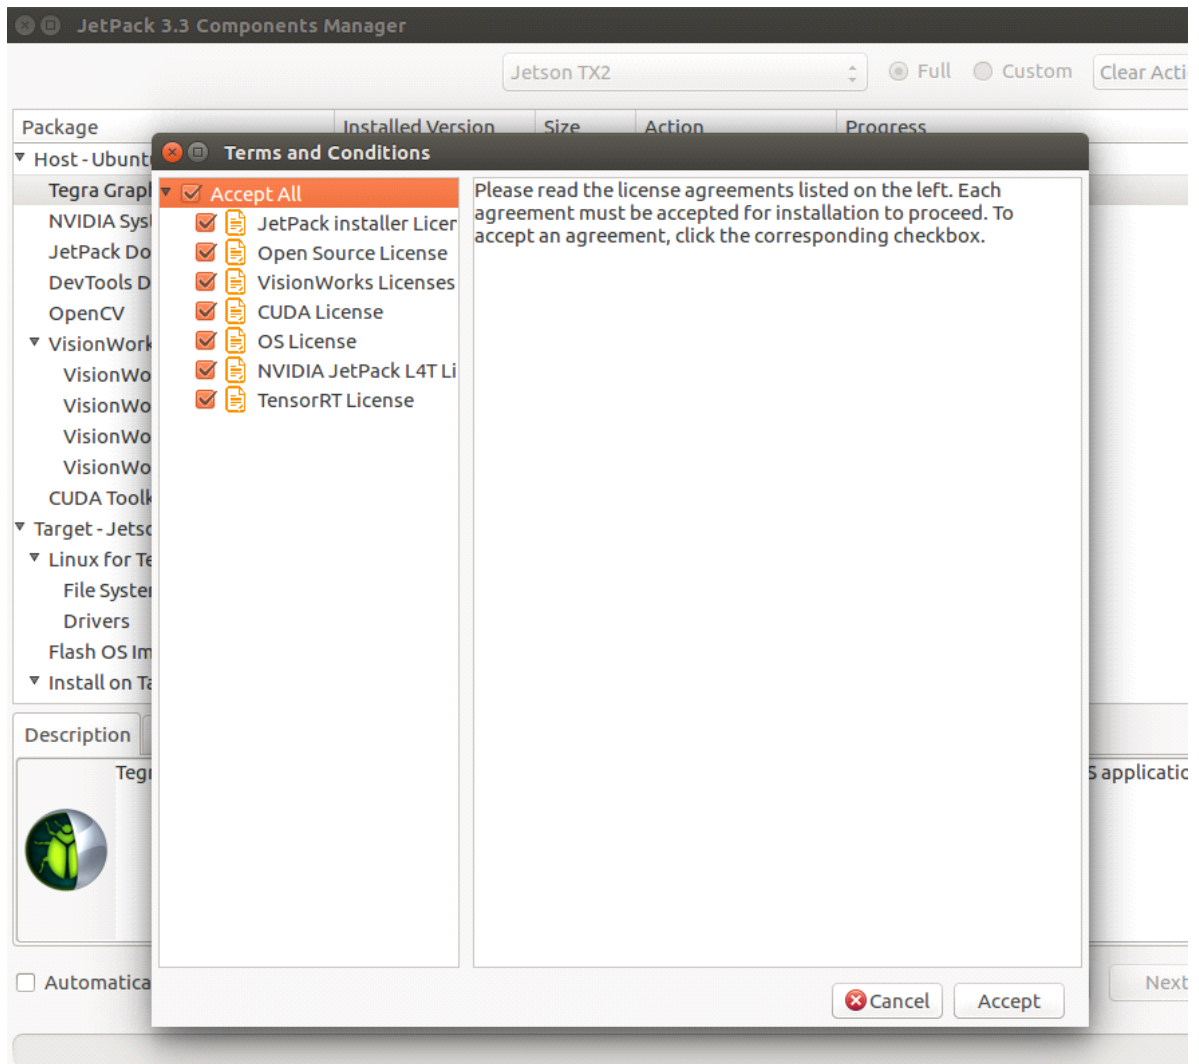 JetPack 3.3 Components Manager
Jetson TX2
Full
Custom
Clear Acti
Package
Installed Version
Size
Action
Progress
Host - Ubunt
Tegra Grap
NVIDIA Sys
JetPack Do
DevTools D
OpenCV
VisionWork
VisionWo
VisionWo
VisionWo
VisionWo
CUDA Toolk
Target - Jetso
Linux for Te
File System
Drivers
Flash OS Im
Install on Ta
Description
Tegr
S applicatio
Automatica
Next
Terms and Conditions
Accept All
JetPack installer Licen
Open Source License
VisionWorks Licenses
CUDA License
OS License
NVIDIA JetPack L4T Li
TensorRT License
Please read the license agreements listed on the left. Each
agreement must be accepted for installation to proceed. To
accept an agreement, click the corresponding checkbox.
Cancel
Accept